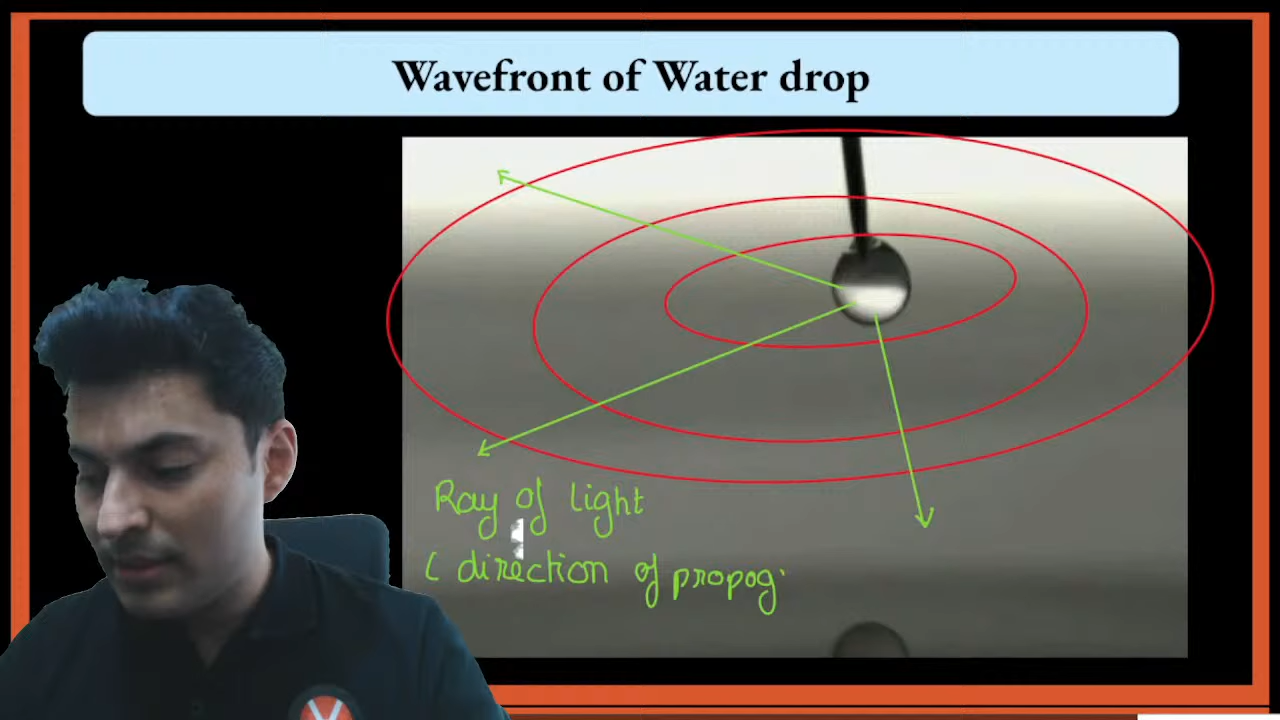 Wavefront of Water drop
Ray of light
( direction of propog